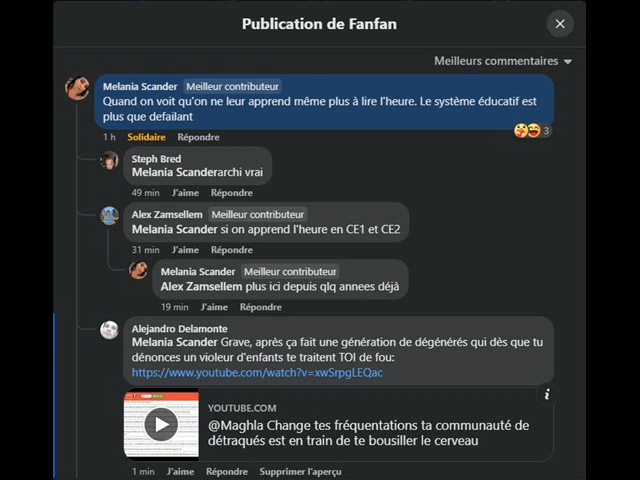 Publication de Fanfan
Meilleurs commentaires
Melania Scander Meilleur contributeur
Quand on voit qu'on ne leur apprend même plus à lire l'heure. Le système éducatif est
plus que defailant
3
1 h Solidaire Répondre
Steph Bred
Melania Scanderarchi vrai
49 min J'aime Répondre
Alex Zamsellem Meilleur contributeur
Melania Scander si on apprend l'heure en CE1 et CE2
31 min J'aime Répondre
Melania Scander Meilleur contributeur
Alex Zamsellem plus ici depuis qlq annees déjà
19 min J'aime Répondre
Alejandro Delamonte
Melania Scander Grave, après ça fait une génération de dégénérés qui dès que tu
dénonces un violeur d'enfants te traitent TOI de fou:
https://www.youtube.com/watch?v=xwSrpgLEQac
YOUTUBE.COM
@Maghla Change tes fréquentations ta communauté de
détraqués est en train de te bousiller le cerveau
1 min J'aime Répondre Supprimer l'aperçu